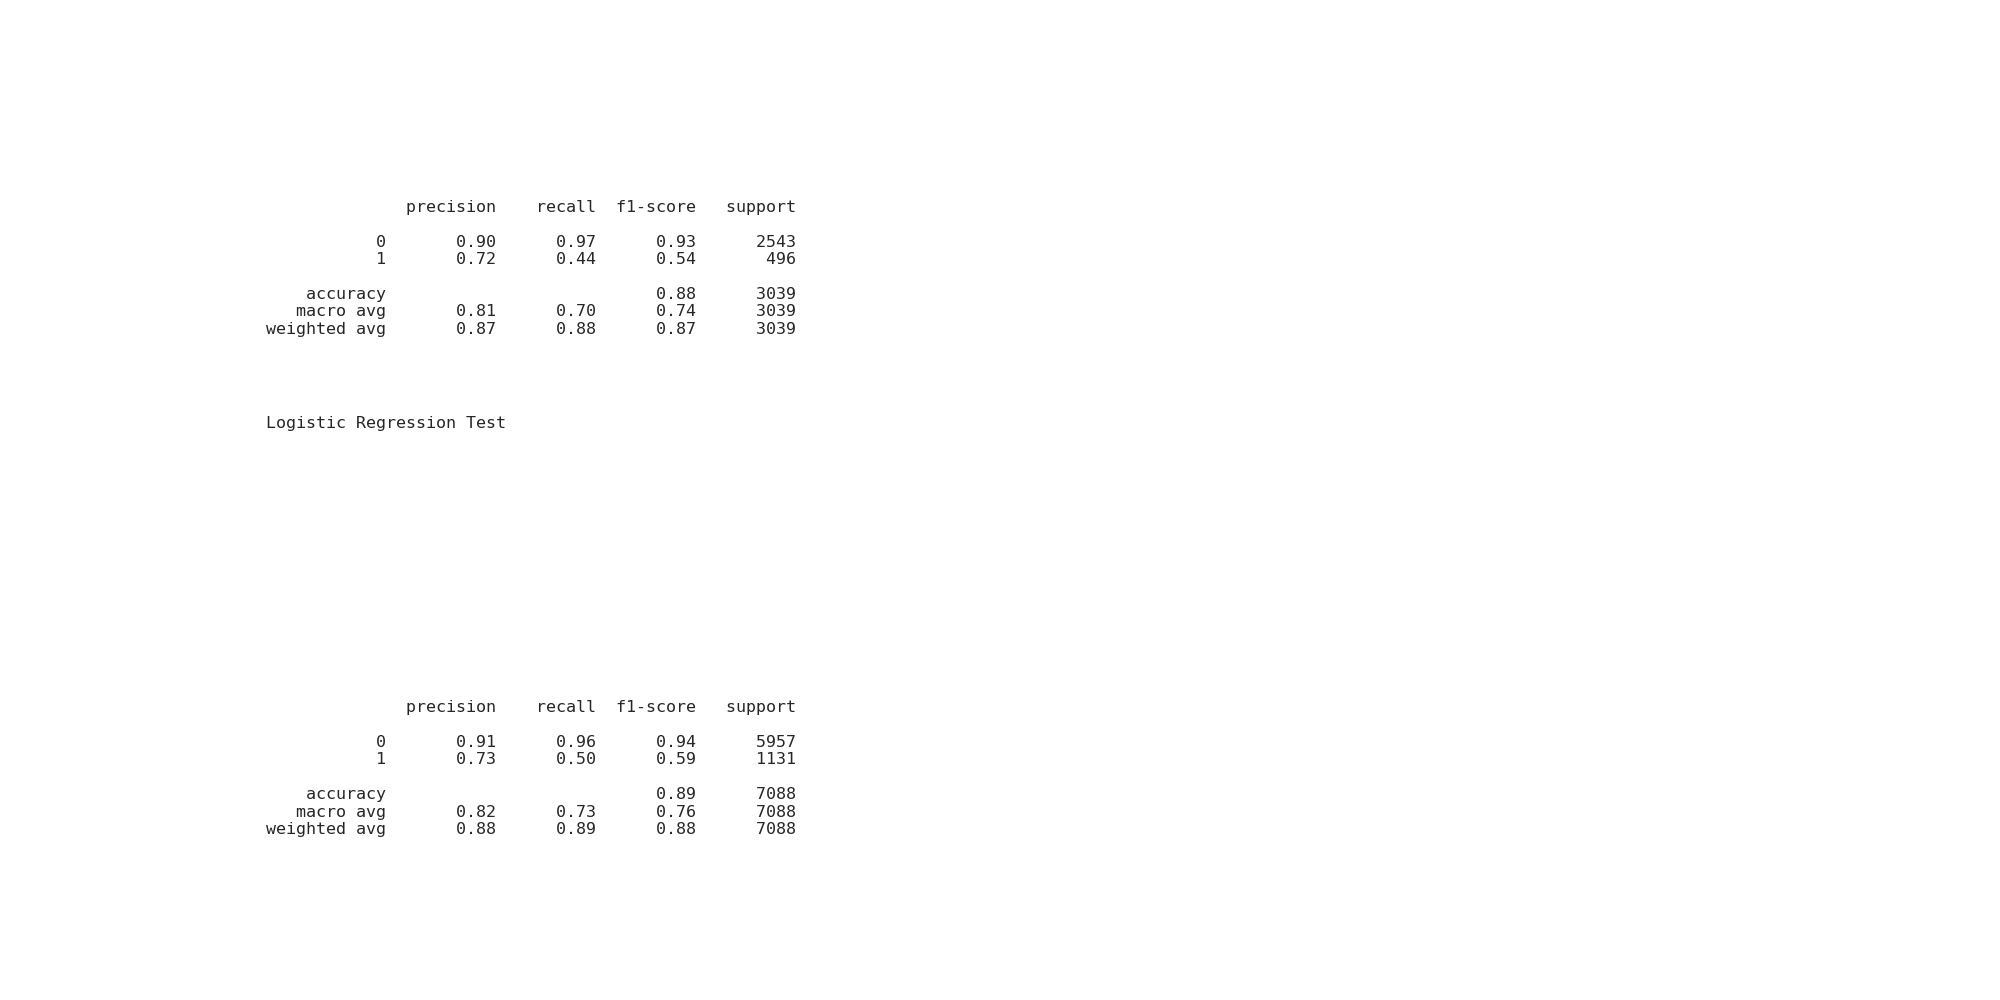 precision    recall  f1-score   support
           0       0.90      0.97      0.93      2543
           1       0.72      0.44      0.54       496
    accuracy                           0.88      3039
   macro avg       0.81      0.70      0.74      3039
weighted avg       0.87      0.88      0.87      3039
Logistic Regression Test
              precision    recall  f1-score   support
           0       0.91      0.96      0.94      5957
           1       0.73      0.50      0.59      1131
    accuracy                           0.89      7088
   macro avg       0.82      0.73      0.76      7088
weighted avg       0.88      0.89      0.88      7088